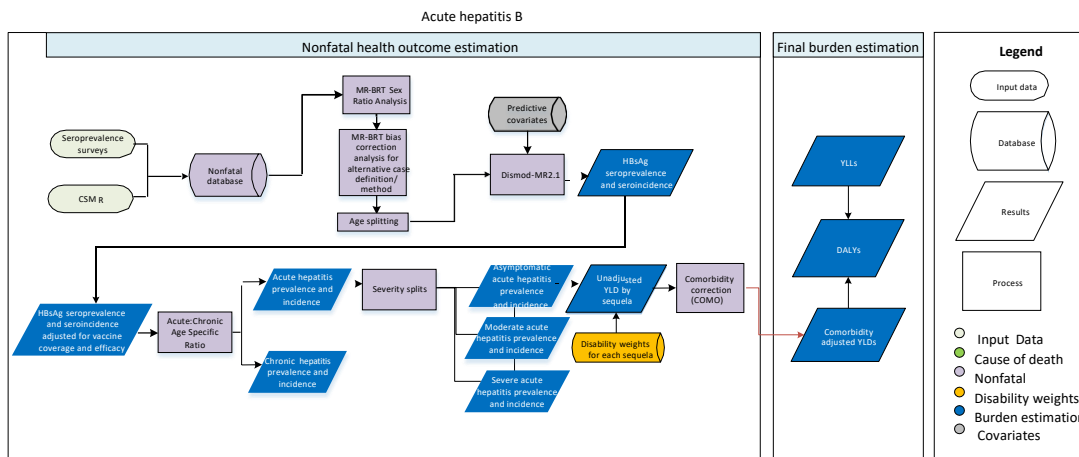 Acute hepatitis B
Nonfatal health outcome estimation
Final burden estimation
Legend
Seroprevalence
surveys
CSM R
Nonfatal
database
MR-BRT Sex
Ratio Analysis
MR-BRT bias
correction
analysis for
alternative case
definition/
method
Age splitting
Predictive
covariates
Dismod-MR2.1
HBsAg
seroprevalence
and seroincidence
HBsAg seroprevalence
and seroincidence
adjusted for vaccine
coverage and efficacy
Acute:Chronic
Age Specific
Ratio
Acute hepatitis
prevalence and
incidence
Chronic hepatitis
prevalence and
incidence
Severity splits
Asymptomatic
acute hepatitis
prevalence
and incidence
Moderate acute
hepatitis prevalence
and incidence
Severe acute
hepatitis prevalence
and incidence
Unadjusted
YLD by
sequela
Disability weights
for each sequela
Comorbidity
correction
(COMO)
YLLs
DALYs
Comorbidity
adjusted YLDs
Input data
Database
Results
Process
Input Data
Cause of death
Nonfatal
Disability weights
Burden estimation
Covariates